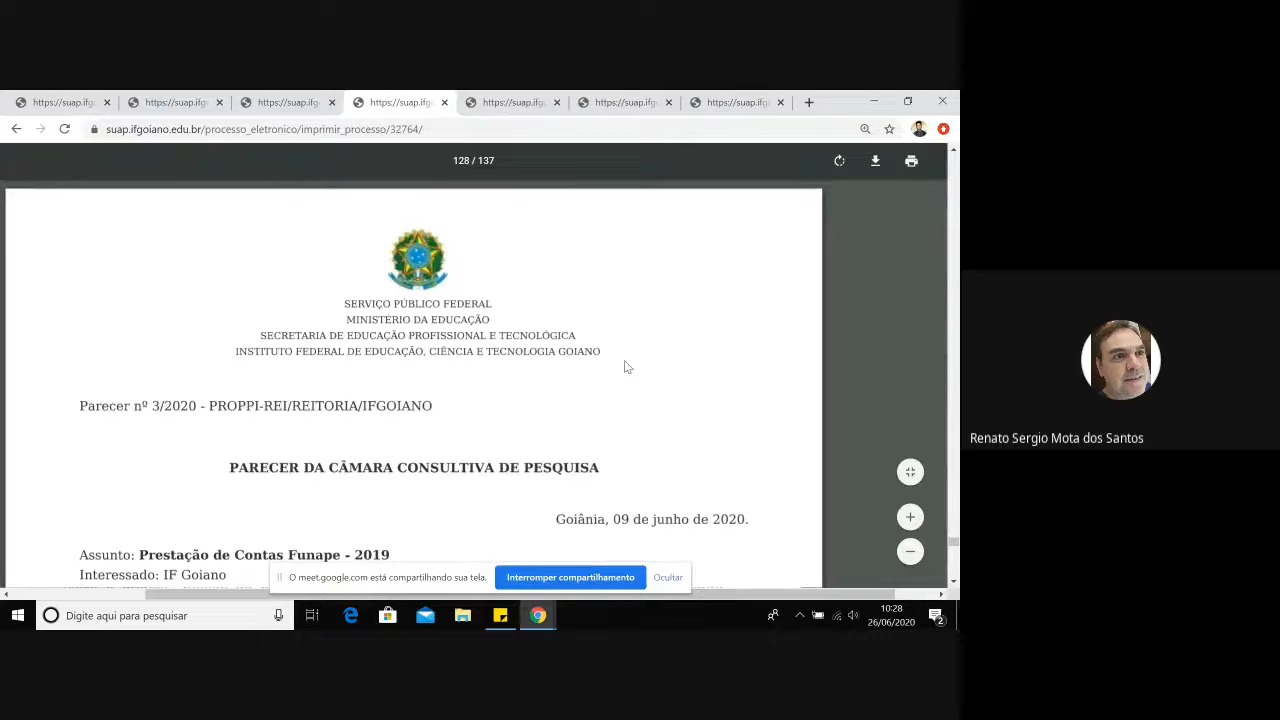 https://suap.ifg
https://suap.ifgo
https://suap.ifgo
https://suap.ifgo
https://suap.ifgo
https://suap.ifgo
https://suap.ifgo
suap.ifgoiano.edu.br/processo_eletronico/imprimir_processo/32764/
128 / 137
SERVIÇO PÚBLICO FEDERAL
MINISTÉRIO DA EDUCAÇÃO
SECRETARIA DE EDUCAÇÃO PROFISSIONAL E TECNOLÓGICA
INSTITUTO FEDERAL DE EDUCAÇÃO, CIÊNCIA E TECNOLOGIA GOIANO
Parecer nº 3/2020 - PROPPI-REI/REITORIA/IFGOIANO
PARECER DA CÂMARA CONSULTIVA DE PESQUISA
Goiânia, 09 de junho de 2020.
Assunto: Prestação de Contas Funape - 2019
Interessado: IF Goiano
O meet.google.com está compartilhando sua tela.
Interromper compartilhamento
Ocultar
Renato Sergio Mota dos Santos
Digite aqui para pesquisar
10:28
26/06/2020
2